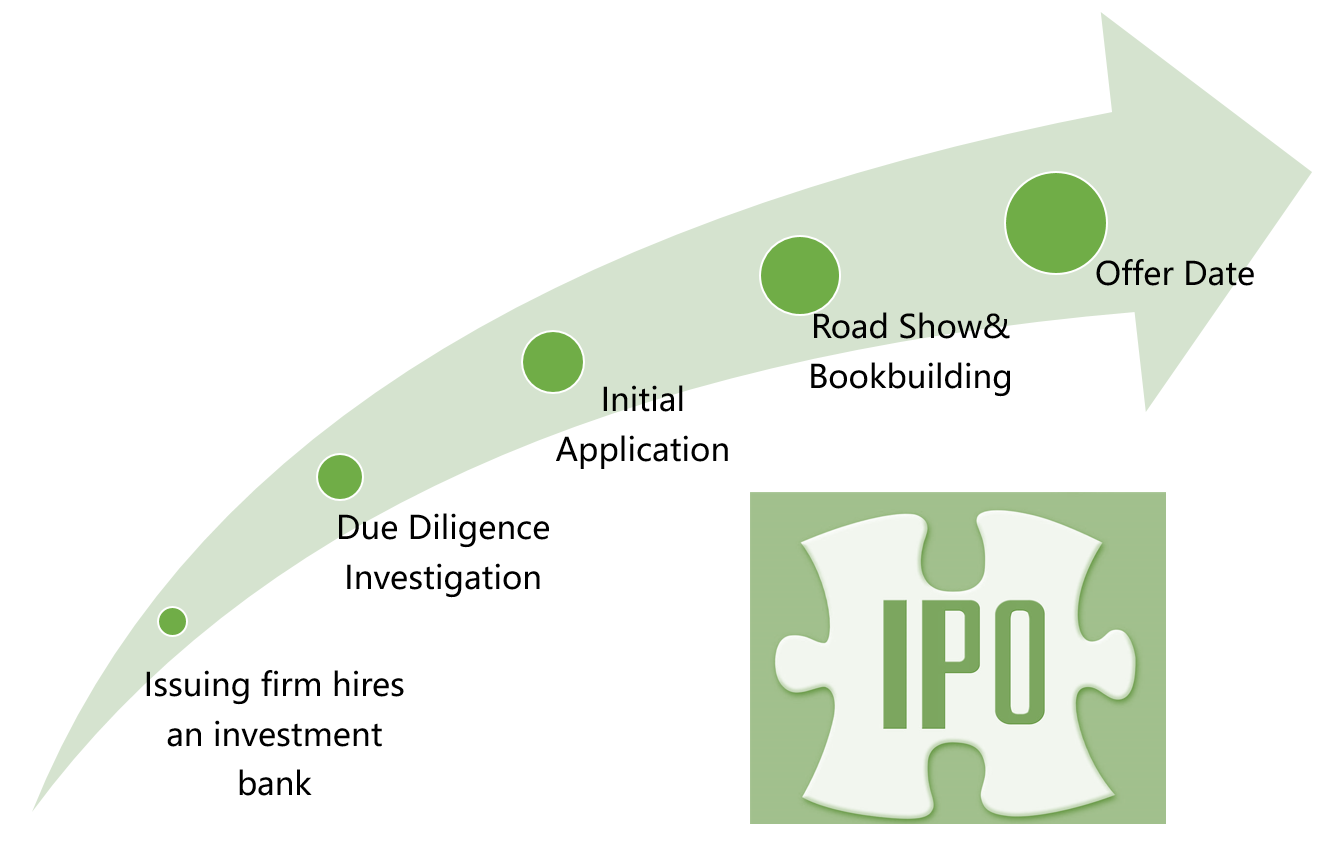 Issuing firm hires
an investment
bank
Due Diligence
Investigation
Initial
Application
Road Show&
Bookbuilding
Offer Date
IPO